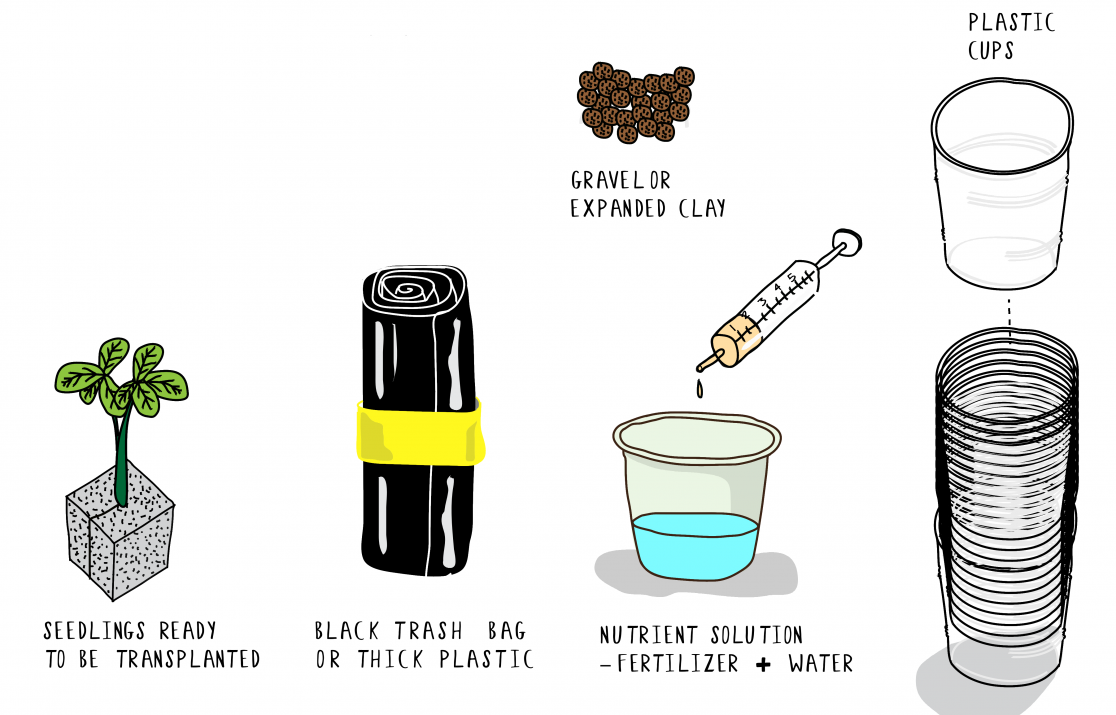 PLASTIC
CUPS
GRAVEL OR
EXPANDED CLAY
1 2 3 4 5
SEEDLINGS READY
TO BE TRANSPLANTED
BLACK TRASH BAG
OR THICK PLASTIC
NUTRIENT SOLUTION
-FERTILIZER + WATER